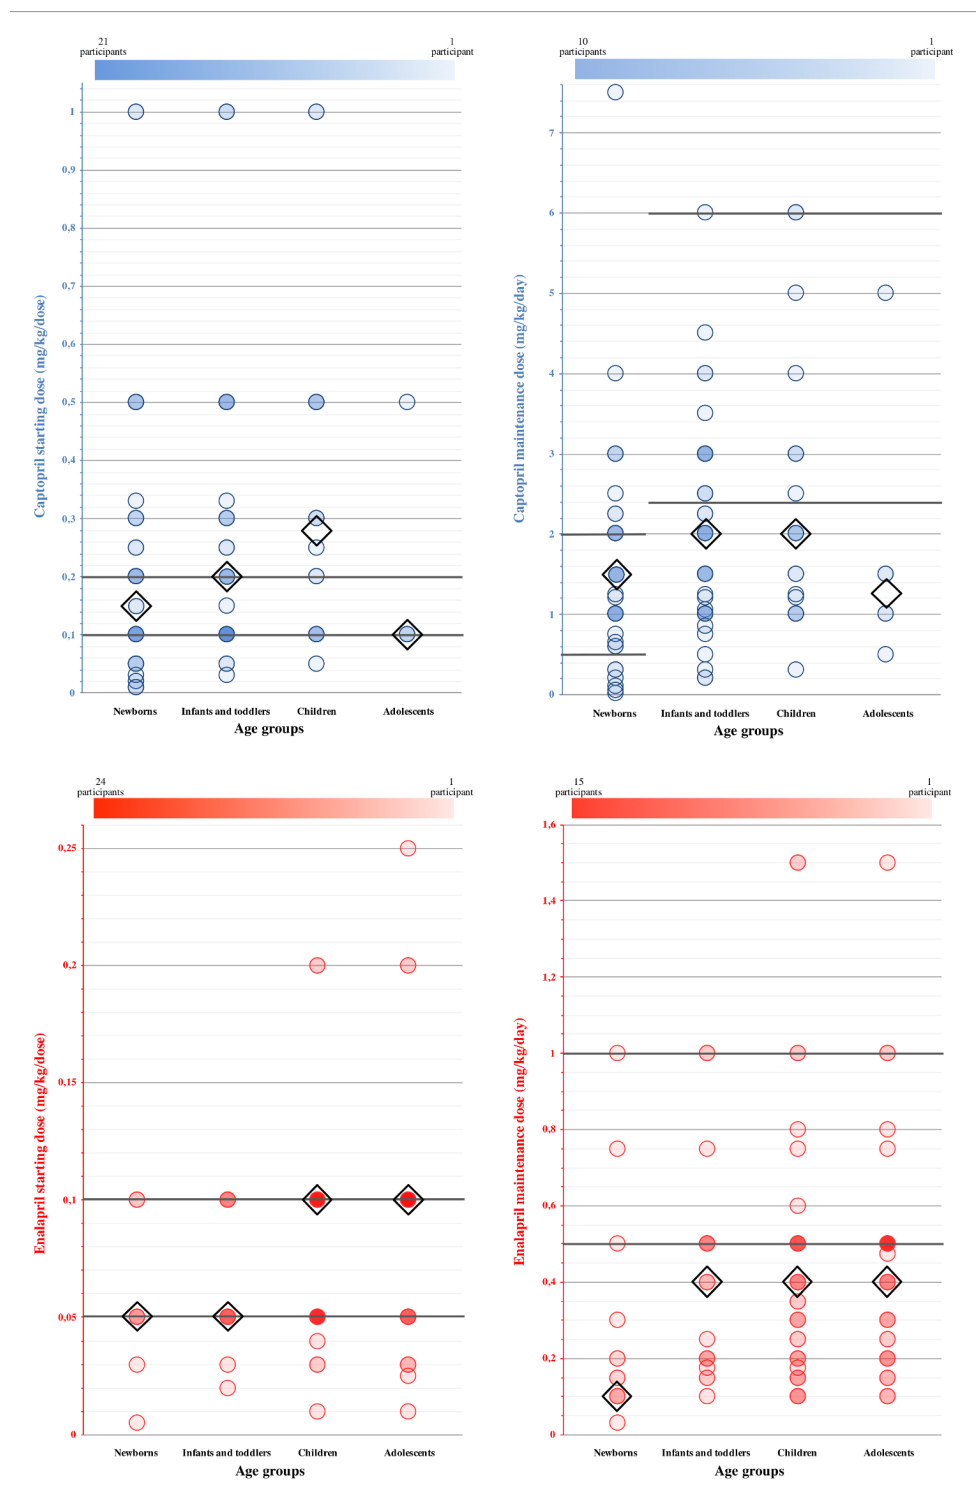 21
participants
1
participant
Captopril starting dose (mg/kg/dose)
1
0,9
0,8
0,7
0,6
0,5
0,4
0,3
0,2
0,1
0
Newborns Infants and toddlers Children Adolescents
Age groups
10
participants
1
participant
Captopril maintenance dose (mg/kg/day)
7
6
5
4
3
2
1
0
Newborns Infants and toddlers Children Adolescents
Age groups
24
participants
1
participant
Enalapril starting dose (mg/kg/dose)
0,25
0,2
0,15
0,1
0,05
0
Newborns Infants and toddlers Children Adolescents
Age groups
15
participants
1
participant
Enalapril maintenance dose (mg/kg/day)
1,6
1,4
1,2
1
0,8
0,6
0,4
0,2
0
Newborns Infants and toddlers Children Adolescents
Age groups